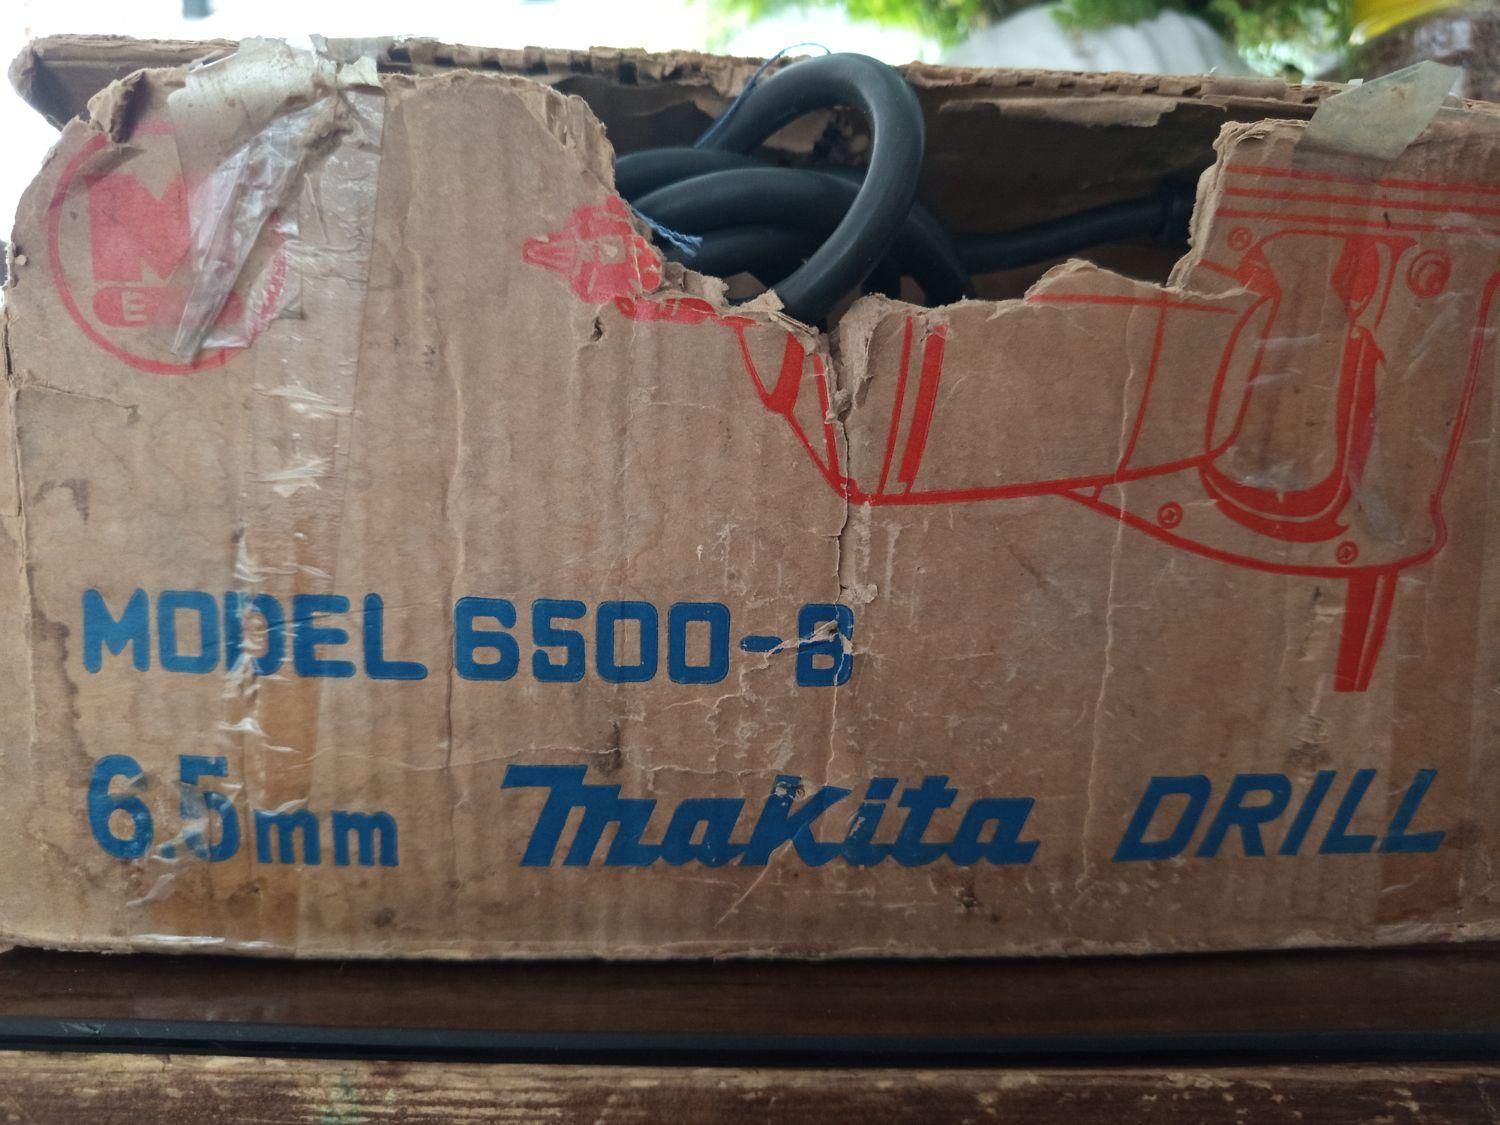 M
MODEL 6500-B
6.5mm makita DRILL